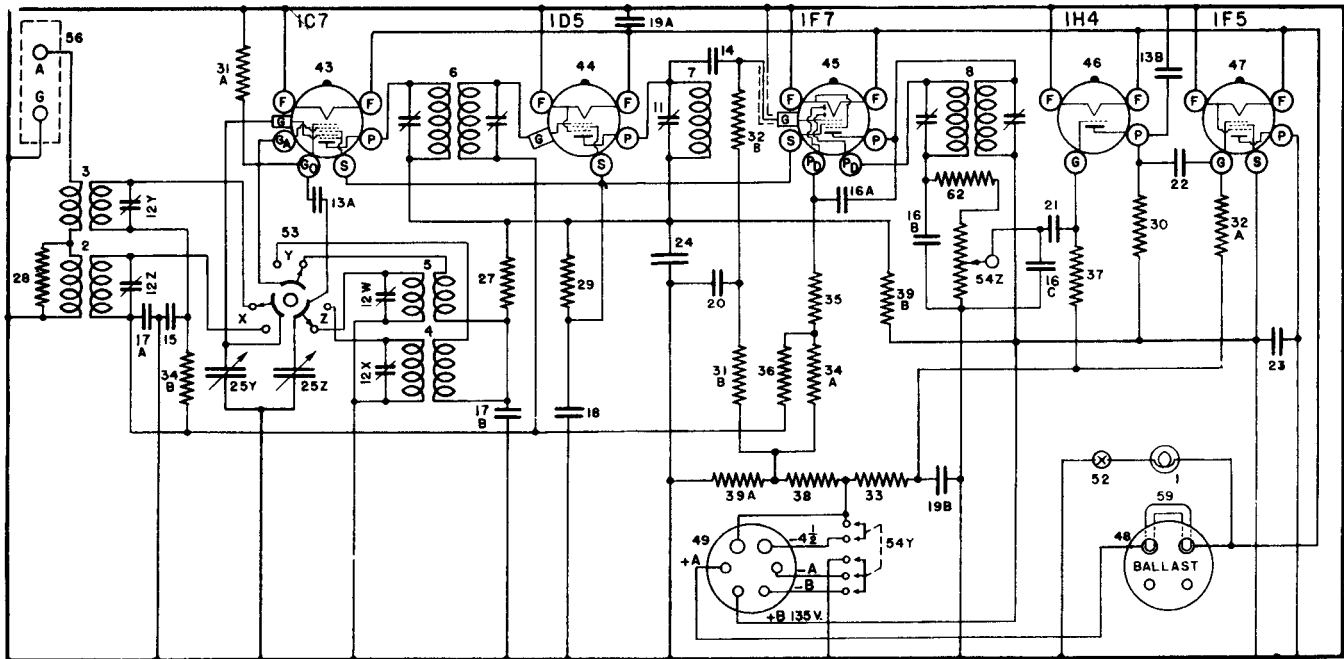 1C7 1D5 1F7 1H4 1F5
56 19A
A 31 A 43 44 14 45 46 13B 47
G 6 7 8
F F F F F F F F F F
G 11 G P P P
G P G S
GA 32 B
GO S S PD PD G G S
3 13A 16A 62 22
12Y 53 16 B 21 30 32 A
2 Y 5 24 54Z
28 12Z 12W 27 29 20 35 39 B 16 C 37
X Z 4
17 A 15 12X 23
34 B 25Y 25Z 31 B 36 34 A
17 B 18
39A 38 33 19B 52 1
59
49 -4 1/2 54Y 48
+A -A BALLAST
-B
+B 135 V.